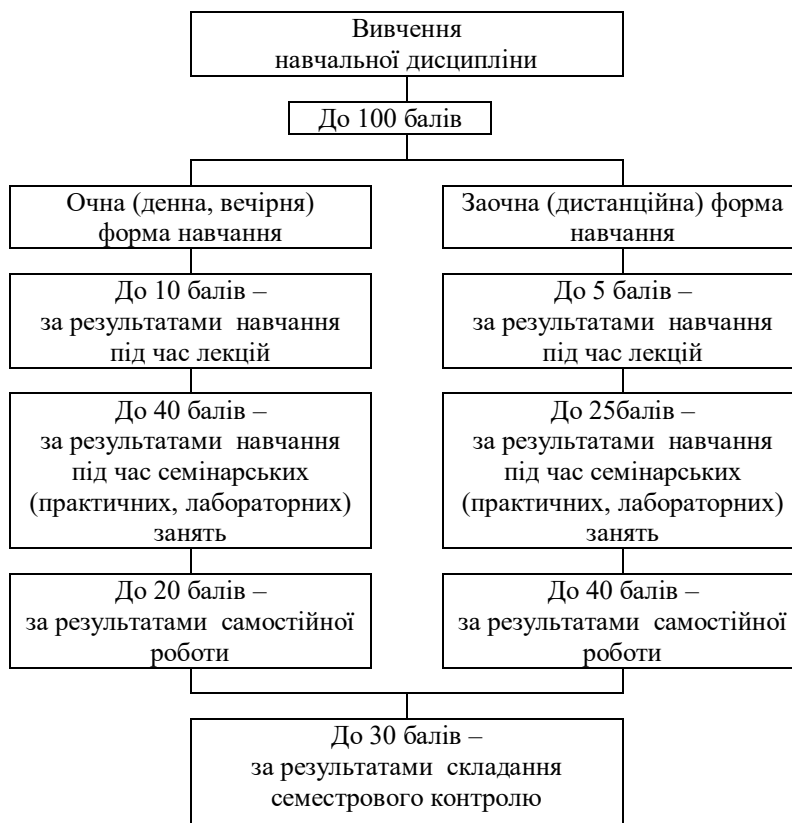 Вивчення
навчальної дисципліни
До 100 балів
Очна (денна, вечірня)
форма навчання
Заочна (дистанційна) форма
навчання
До 10 балів –
за результатами навчання
під час лекцій
До 5 балів –
за результатами навчання
під час лекцій
До 40 балів –
за результатами навчання
під час семінарських
(практичних, лабораторних)
занять
До 25балів –
за результатами навчання
під час семінарських
(практичних, лабораторних)
занять
До 20 балів –
за результатами самостійної
роботи
До 40 балів –
за результатами самостійної
роботи
До 30 балів –
за результатами складання
семестрового контролю